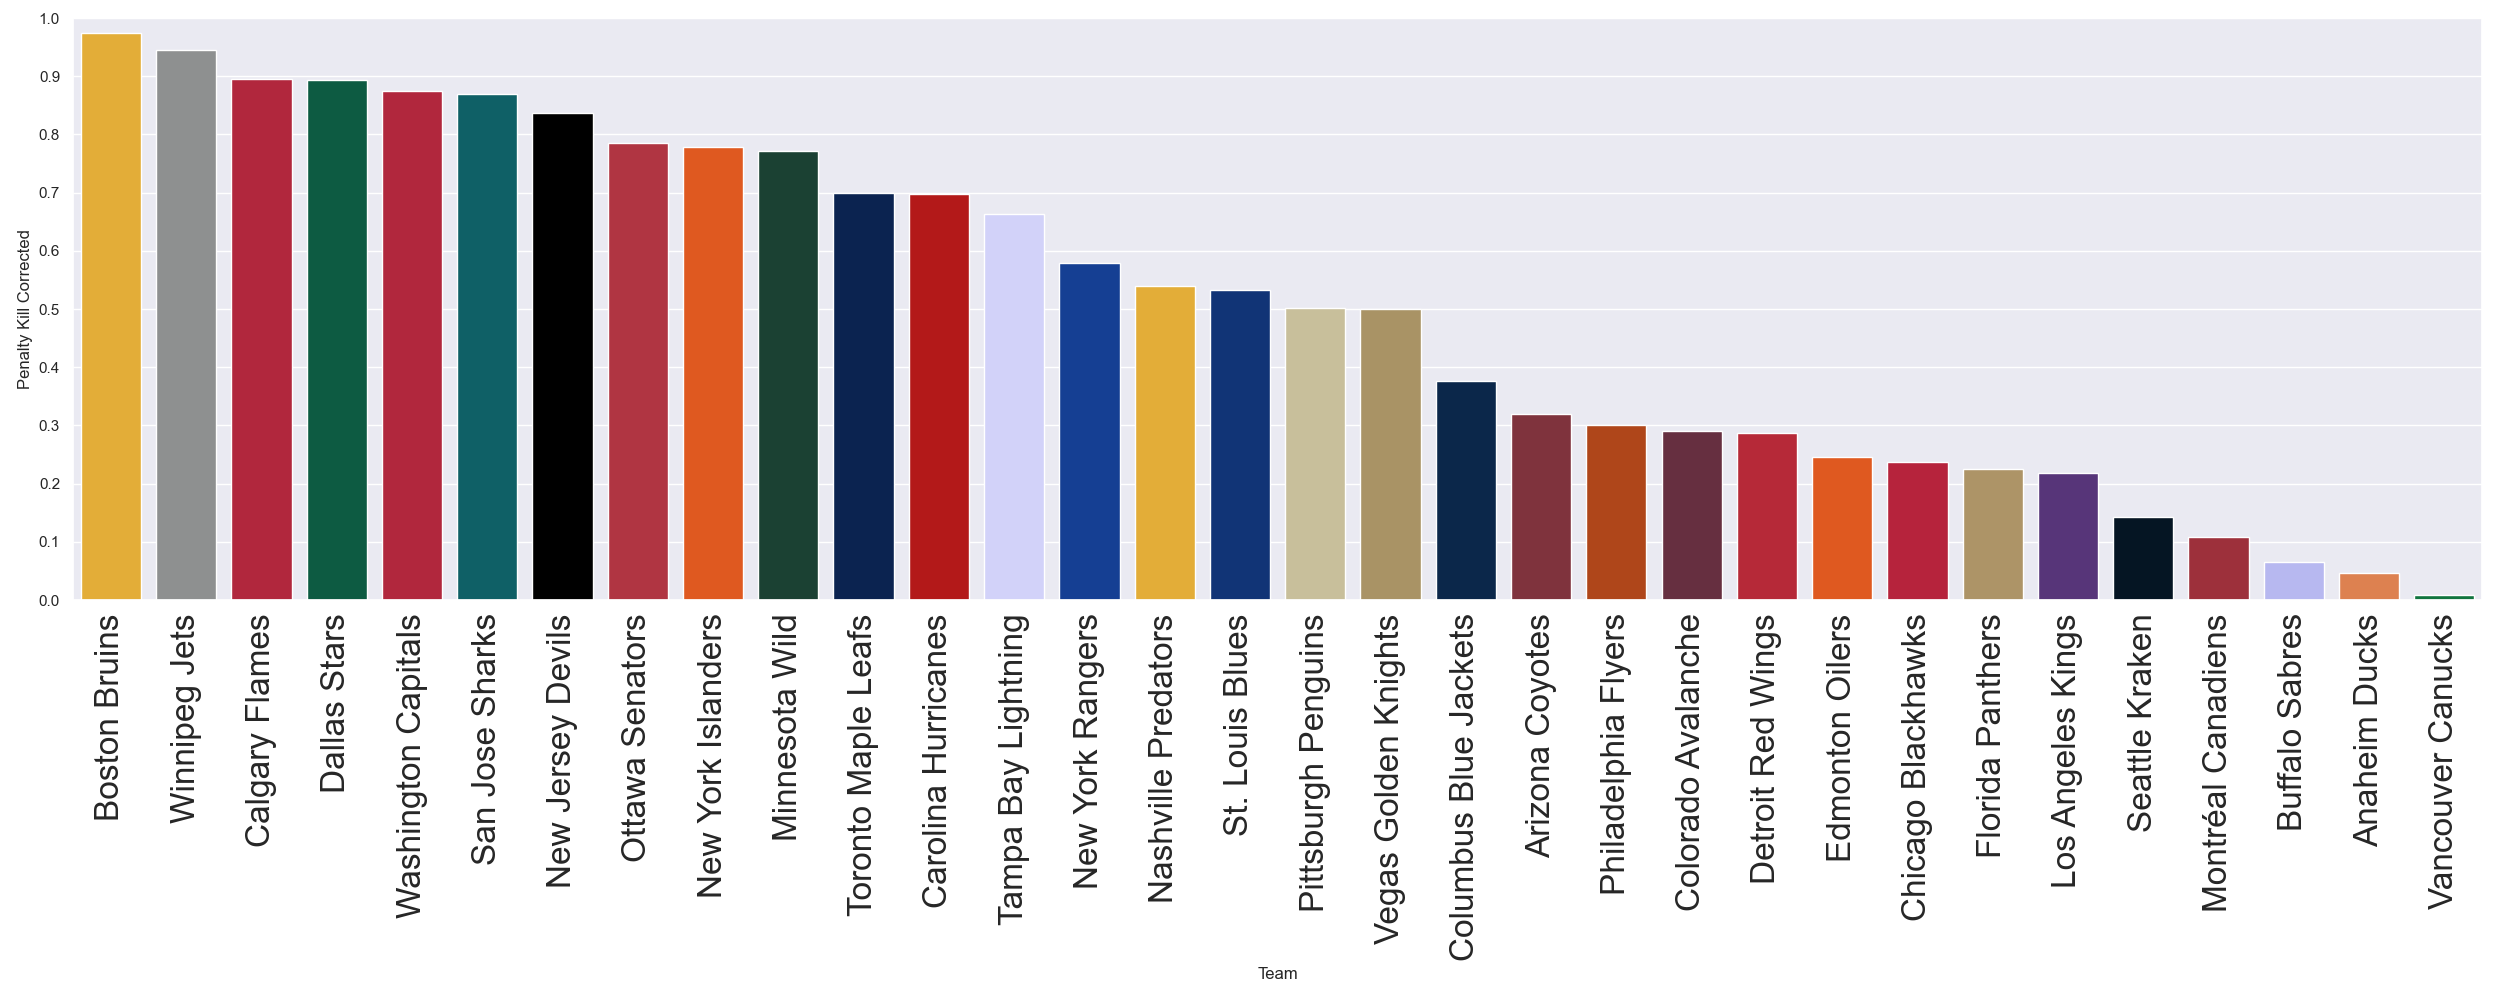 1.0
0.9
0.8
0.7
0.6
0.5
0.4
0.3
0.2
0.1
0.0
Penalty Kill Corrected
Boston Bruins
Winnipeg Jets
Calgary Flames
Dallas Stars
Washington Capitals
San Jose Sharks
New Jersey Devils
Ottawa Senators
New York Islanders
Minnesota Wild
Toronto Maple Leafs
Carolina Hurricanes
Tampa Bay Lightning
New York Rangers
Nashville Predators
St. Louis Blues
Pittsburgh Penguins
Vegas Golden Knights
Columbus Blue Jackets
Arizona Coyotes
Philadelphia Flyers
Colorado Avalanche
Detroit Red Wings
Edmonton Oilers
Chicago Blackhawks
Florida Panthers
Los Angeles Kings
Seattle Kraken
Montréal Canadiens
Buffalo Sabres
Anaheim Ducks
Vancouver Canucks
Team